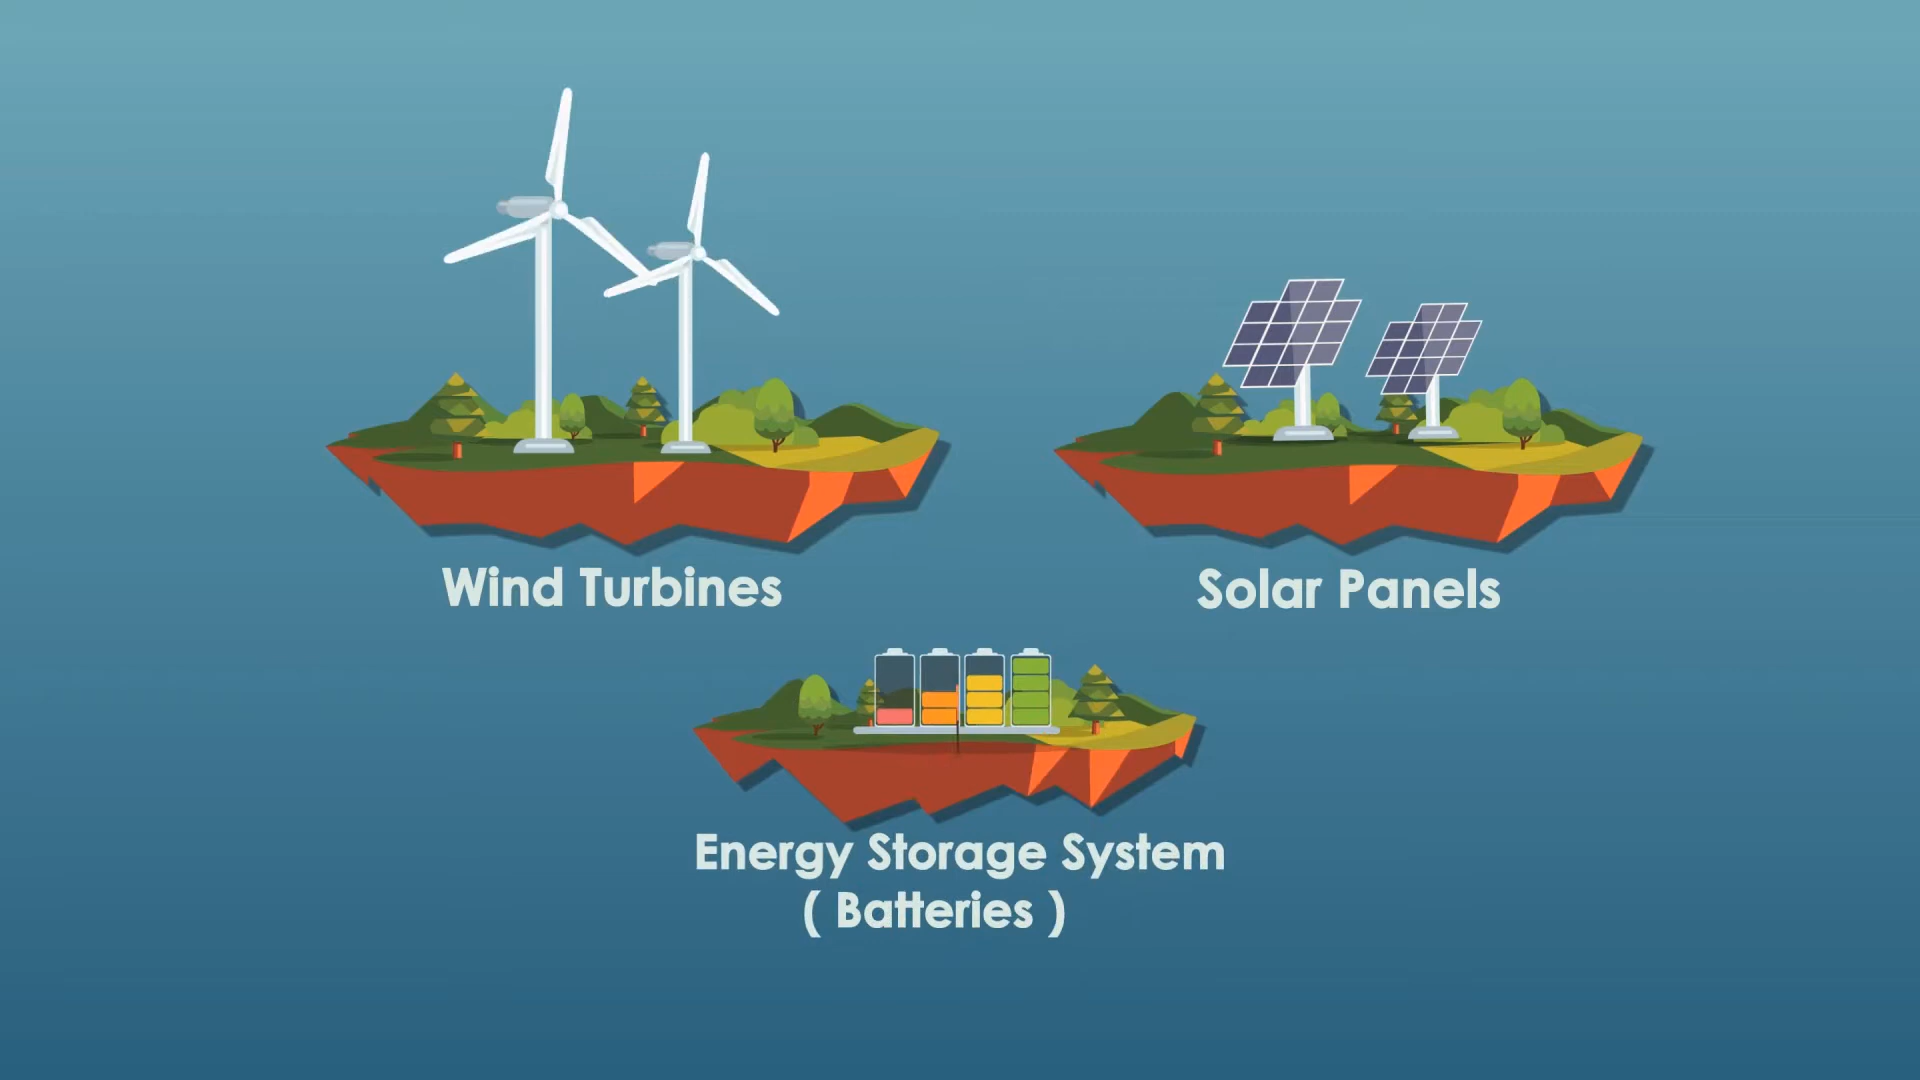 Wind Turbines
Solar Panels
Energy Storage System
( Batteries )